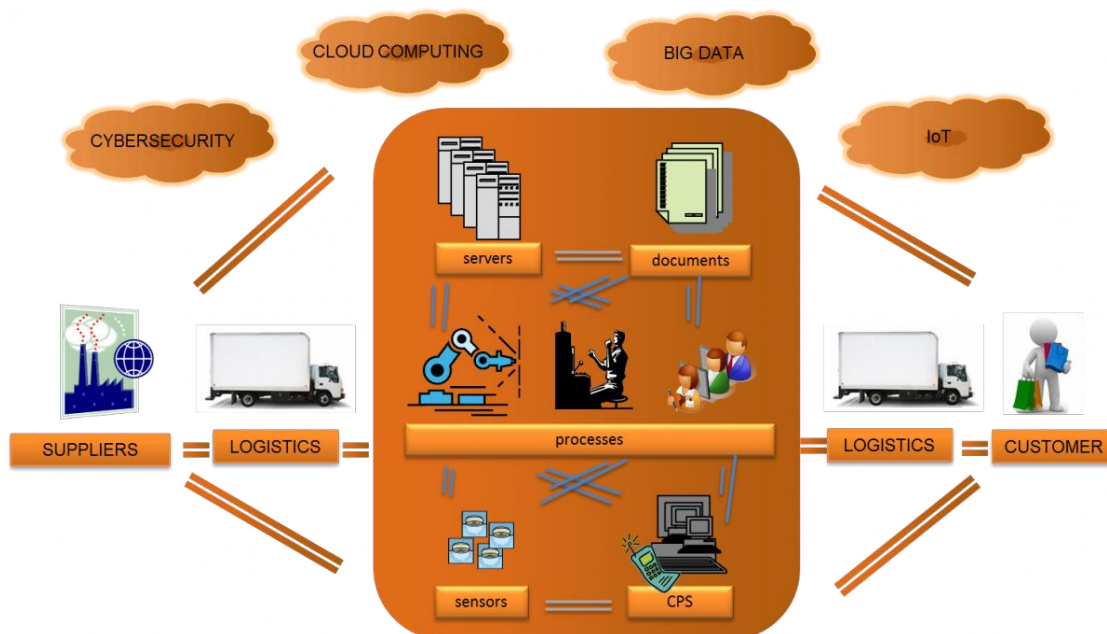 CLOUD COMPUTING
BIG DATA
CYBERSECURITY
IoT
servers
documents
processes
SUPPLIERS
LOGISTICS
LOGISTICS
CUSTOMER
sensors
CPS